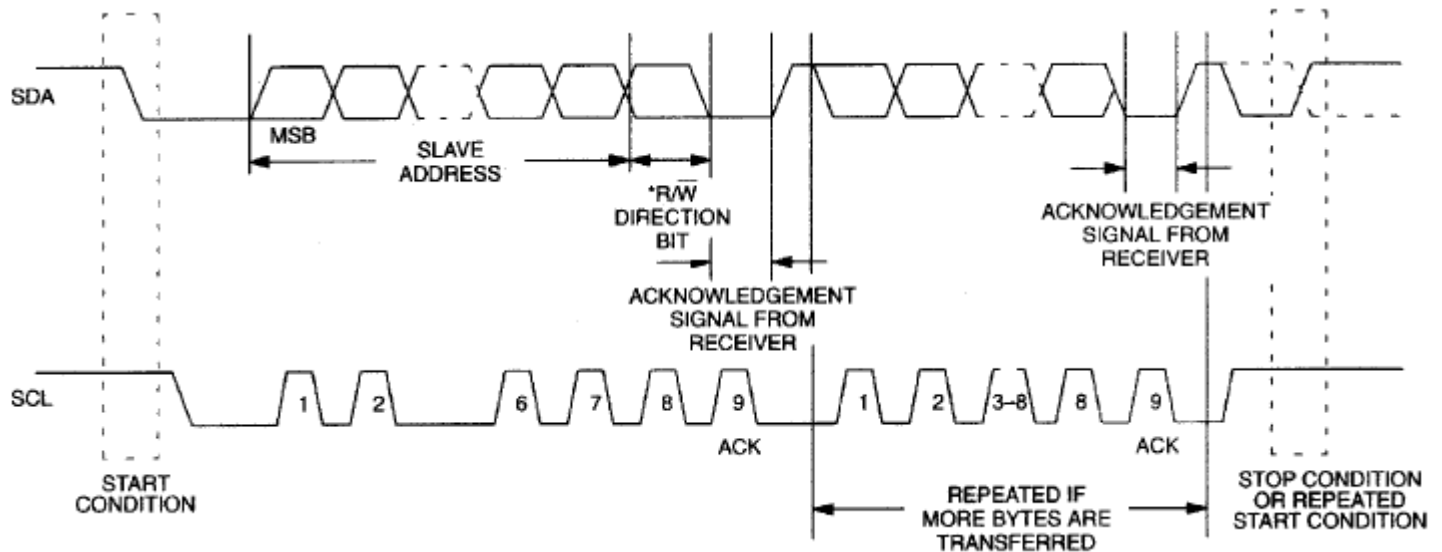 SDA
MSB
SLAVE
ADDRESS
*R/W̅
DIRECTION
BIT
ACKNOWLEDGEMENT
SIGNAL FROM
RECEIVER
ACKNOWLEDGEMENT
SIGNAL FROM
RECEIVER
SCL
1 2 6 7 8 9 1 2 3–8 8 9
ACK
ACK
START
CONDITION
REPEATED IF
MORE BYTES ARE
TRANSFERRED
STOP CONDITION
OR REPEATED
START CONDITION